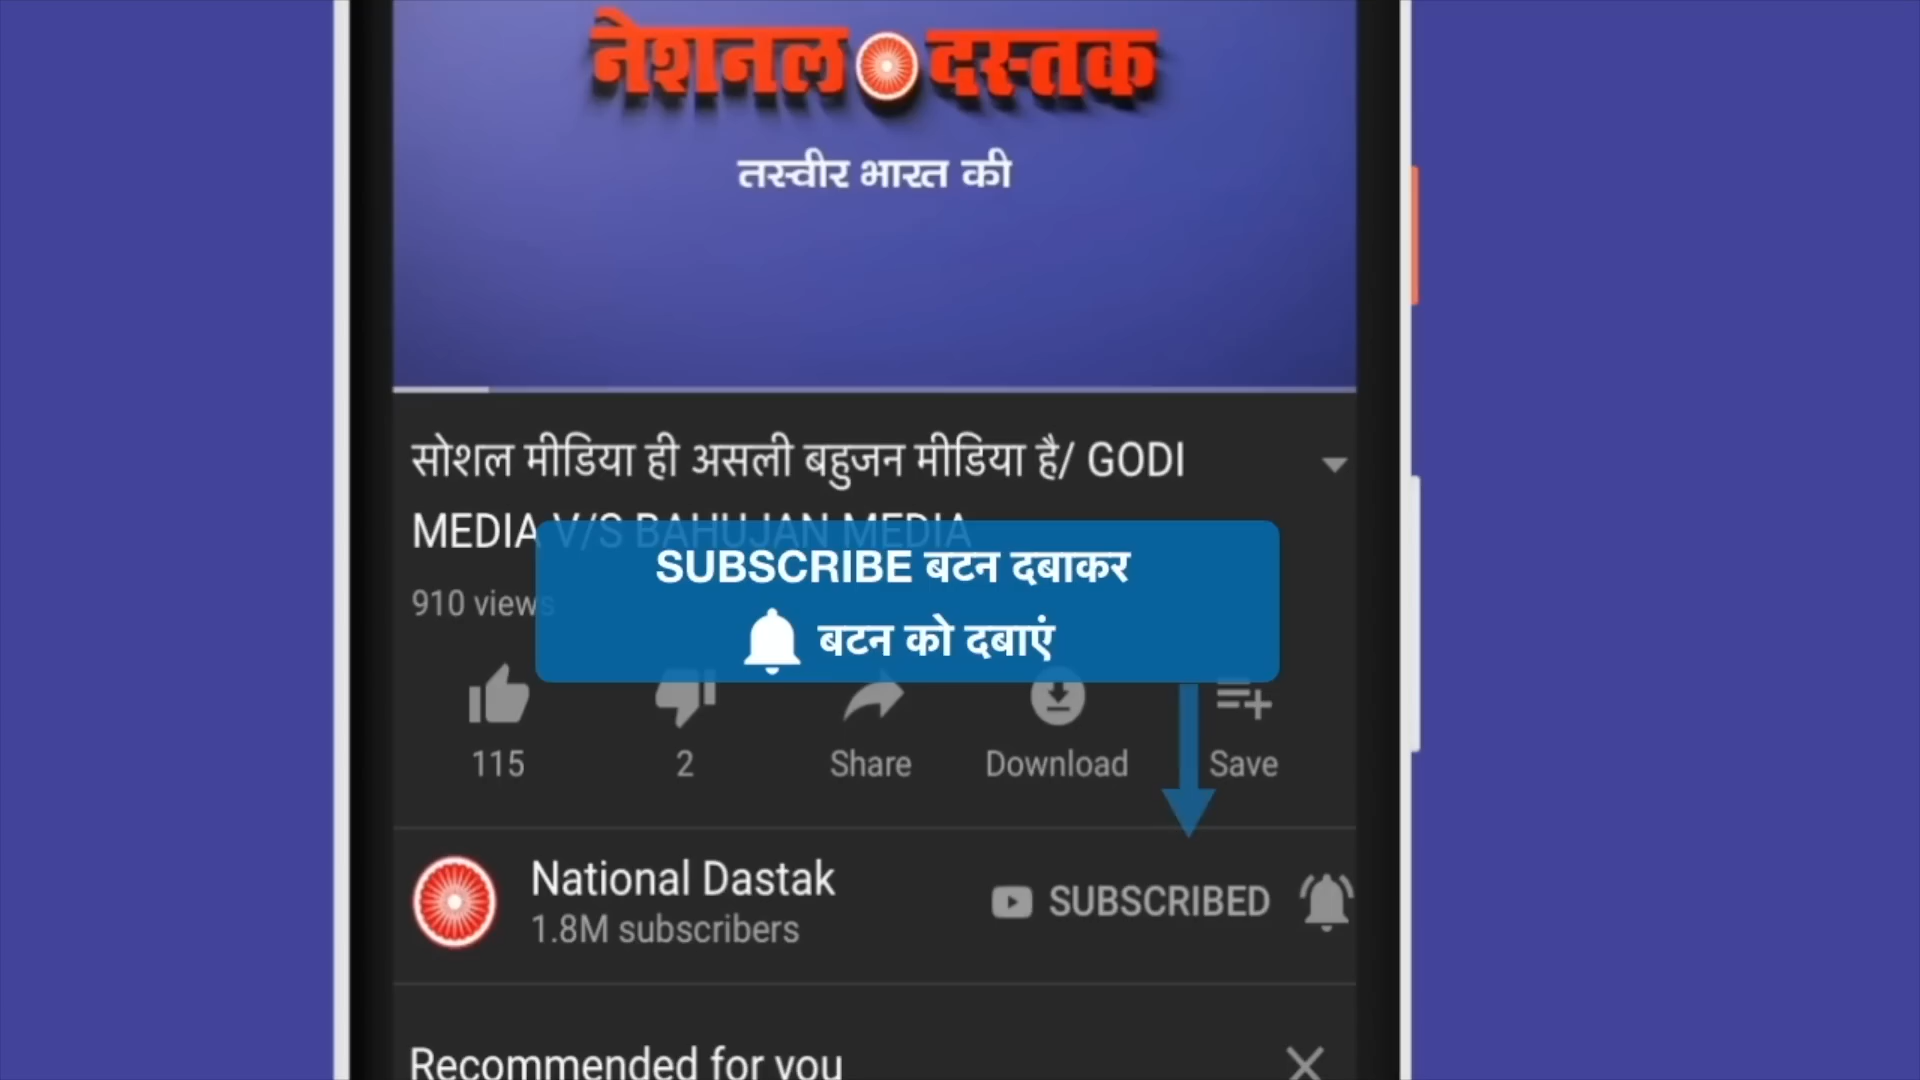 नेशनल दस्तक
तस्वीर भारत की
सोशल मीडिया ही असली बहुजन मीडिया है/ GODI
MEDIA V/S BAHUJAN MEDIA
910 views
SUBSCRIBE बटन दबाकर
बटन को दबाएं
115
2
Share
Download
Save
National Dastak
1.8M subscribers
SUBSCRIBED
Recommended for you